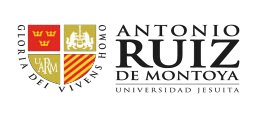 GLORIA DEI VIVENS HOMO
UARM
ANTONIO
RUIZ
DE MONTOYA
UNIVERSIDAD JESUITA